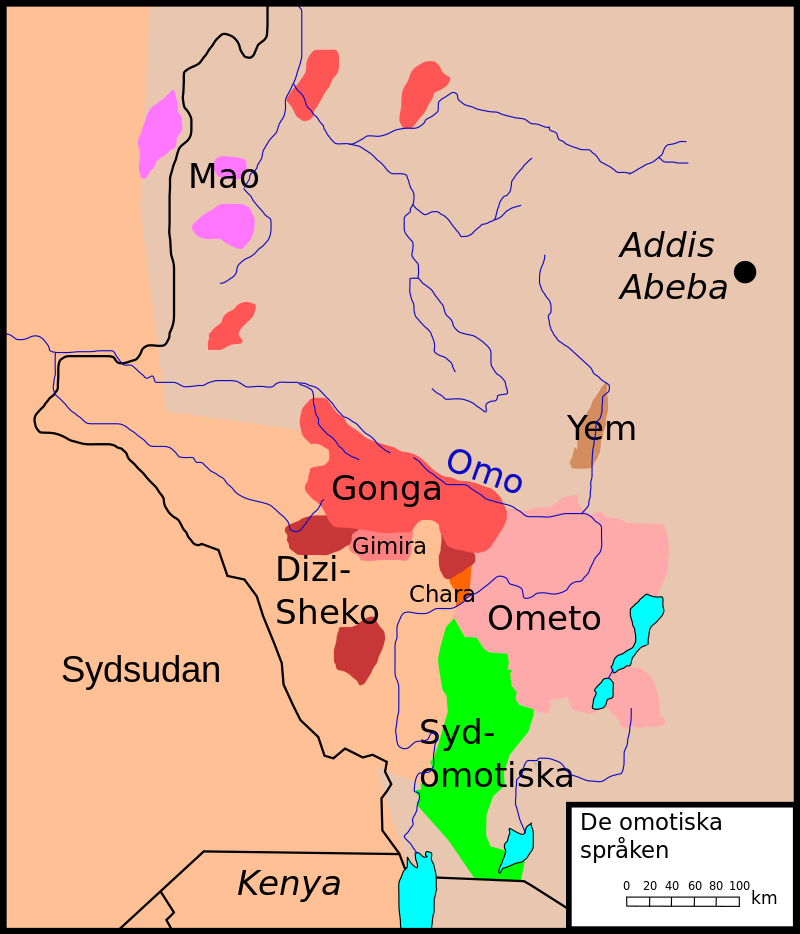 Mao
Addis
Abeba
Yem
Omo
Gonga
Gimira
Dizi-
Sheko
Chara
Ometo
Sydsudan
Syd-
omotiska
Kenya
De omotiska
språken
0 20 40 60 80 100 km